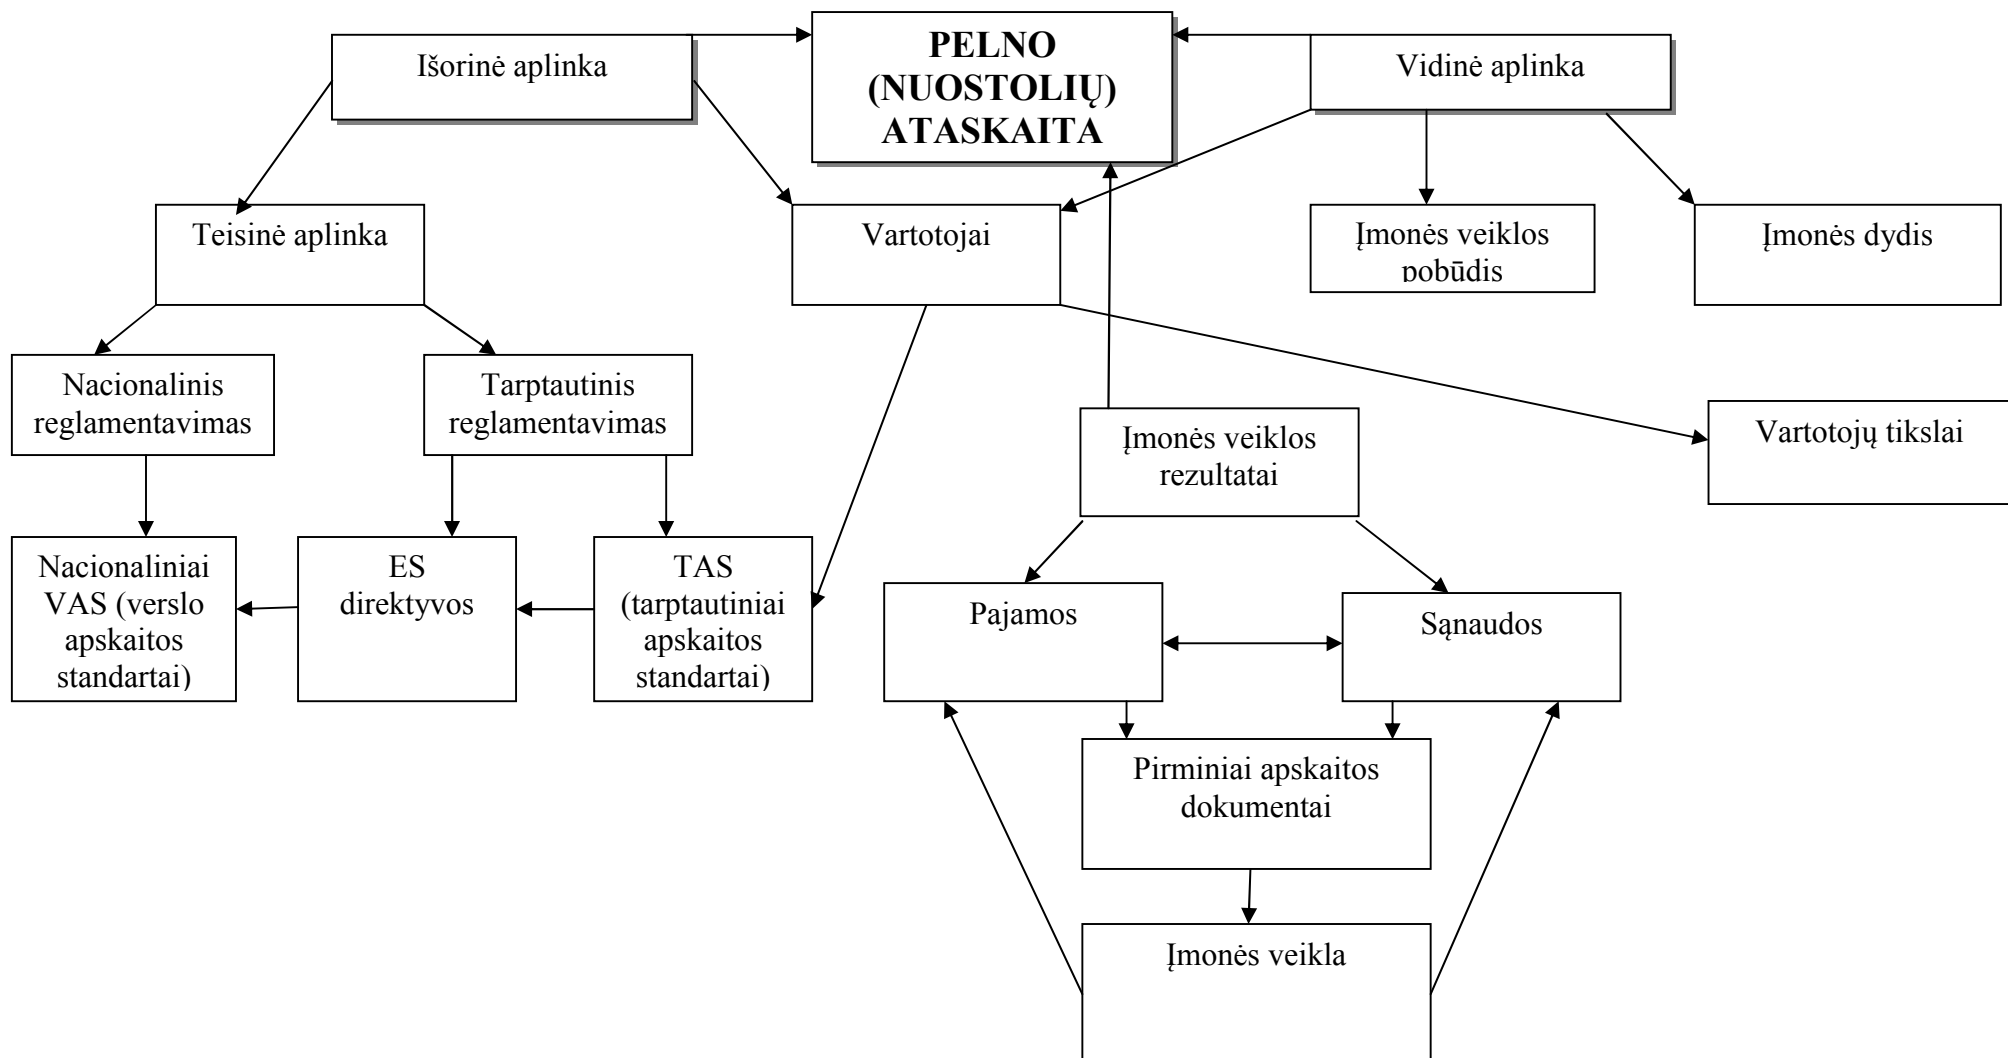 PELNO
(NUOSTOLIŲ)
ATASKAITA
Išorinė aplinka
Vidinė aplinka
Teisinė aplinka
Vartotojai
Įmonės veiklos
pobūdis
Įmonės dydis
Nacionalinis
reglamentavimas
Tarptautinis
reglamentavimas
Įmonės veiklos
rezultatai
Vartotojų tikslai
Nacionaliniai
VAS (verslo
apskaitos
standartai)
ES
direktyvos
TAS
(tarptautiniai
apskaitos
standartai)
Pajamos
Sąnaudos
Pirminiai apskaitos
dokumentai
Įmonės veikla